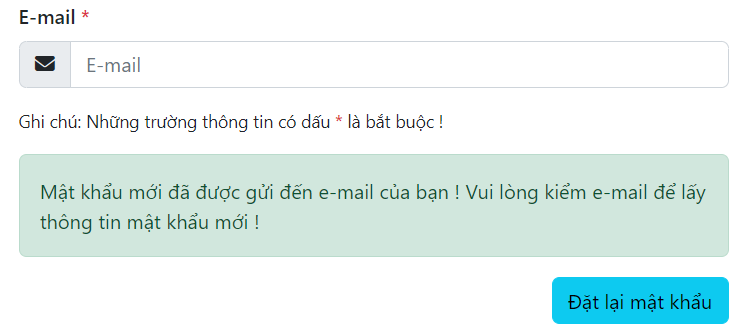 E-mail *
E-mail
Ghi chú: Những trường thông tin có dấu * là bắt buộc !
Mật khẩu mới đã được gửi đến e-mail của bạn ! Vui lòng kiểm e-mail để lấy
thông tin mật khẩu mới !
Đặt lại mật khẩu